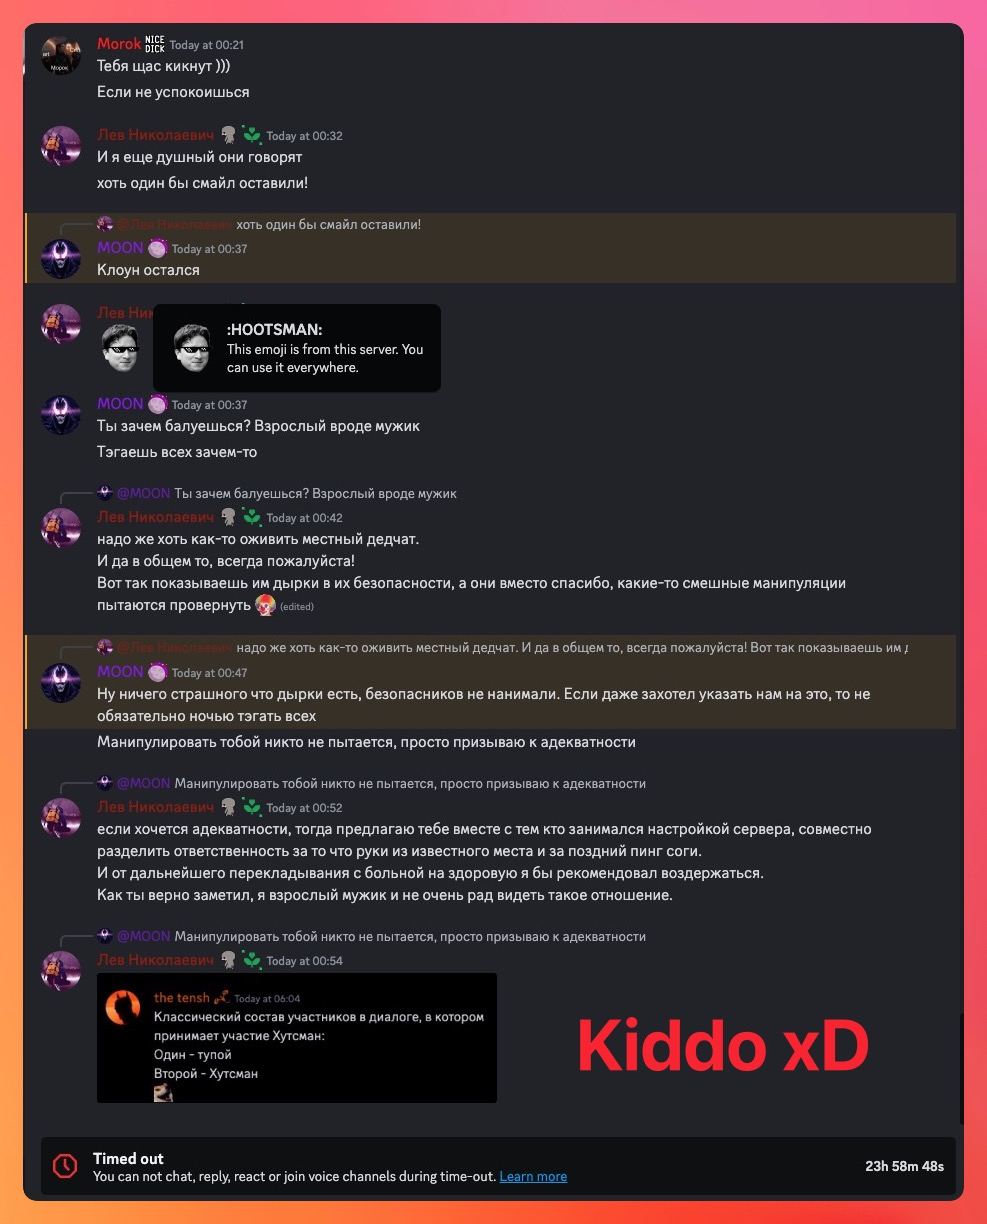 Morok NICE DICK Today at 00:21
Тебя щас кикнут )))
Если не успокоишься
Лев Николаевич Today at 00:32
И я еще душный они говорят
хоть один бы смайл оставили!
@Лев Николаевич хоть один бы смайл оставили!
MOON Today at 00:37
Клоун остался
Лев Ник
:HOOTSMAN:
This emoji is from this server. You
can use it everywhere.
MOON Today at 00:37
Ты зачем балуешься? Взрослый вроде мужик
Тэгаешь всех зачем-то
@MOON Ты зачем балуешься? Взрослый вроде мужик
Лев Николаевич Today at 00:42
надо же хоть как-то оживить местный дедчат.
И да в общем то, всегда пожалуйста!
Вот так показываешь им дырки в их безопасности, а они вместо спасибо, какие-то смешные манипуляции
пытаются провернуть (edited)
@Лев Николаевич надо же хоть как-то оживить местный дедчат. И да в общем то, всегда пожалуйста! Вот так показываешь им
MOON Today at 00:47
Ну ничего страшного что дырки есть, безопасников не нанимали. Если даже захотел указать нам на это, то не
обязательно ночью тэгать всех
Манипулировать тобой никто не пытается, просто призываю к адекватности
@MOON Манипулировать тобой никто не пытается, просто призываю к адекватности
Лев Николаевич Today at 00:52
если хочется адекватности, тогда предлагаю тебе вместе с тем кто занимался настройкой сервера, совместно
разделить ответственность за то что руки из известного места и за поздний пинг соги.
И от дальнейшего перекладывания с больной на здоровую я бы рекомендовал воздержаться.
Как ты верно заметил, я взрослый мужик и не очень рад видеть такое отношение.
@MOON Манипулировать тобой никто не пытается, просто призываю к адекватности
Лев Николаевич Today at 00:54
the tensh Today at 06:04
Классический состав участников в диалоге, в котором
принимает участие Хутсман:
Один - тупой
Второй - Хутсман
Kiddo xD
Timed out
You can not chat, reply, react or join voice channels during time-out. Learn more
23h 58m 48s